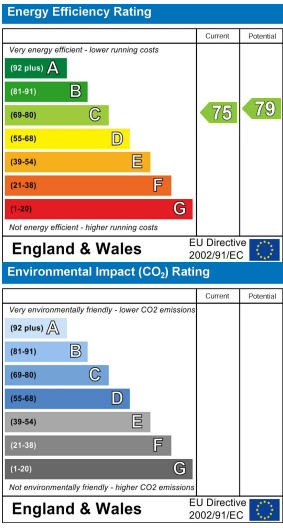 Energy Efficiency Rating
Current Potential
Very energy efficient - lower running costs
(92 plus) A
(81-91) B
(69-80) C
(55-68) D
(39-54) E
(21-38) F
(1-20) G
75
79
Not energy efficient - higher running costs
England & Wales
EU Directive
2002/91/EC
Environmental Impact (CO₂) Rating
Current Potential
Very environmentally friendly - lower CO2 emissions
(92 plus) A
(81-91) B
(69-80) C
(55-68) D
(39-54) E
(21-38) F
(1-20) G
Not environmentally friendly - higher CO2 emissions
England & Wales
EU Directive
2002/91/EC